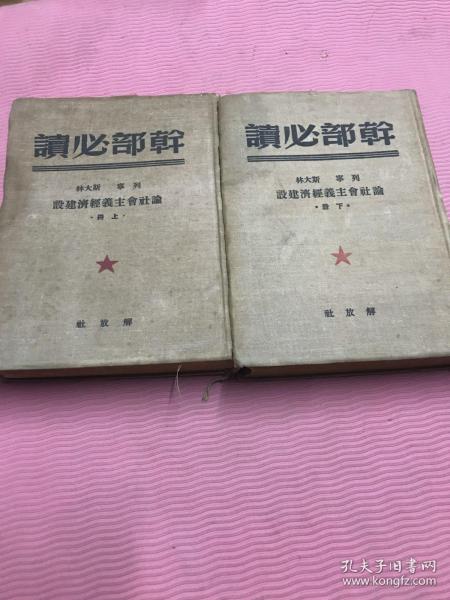 幹部必讀
列寧 斯大林
論社會主義經濟建設
·上冊·
解放社
幹部必讀
列寧 斯大林
論社會主義經濟建設
·下冊·
解放社
孔夫子旧书网
www.kongfz.com